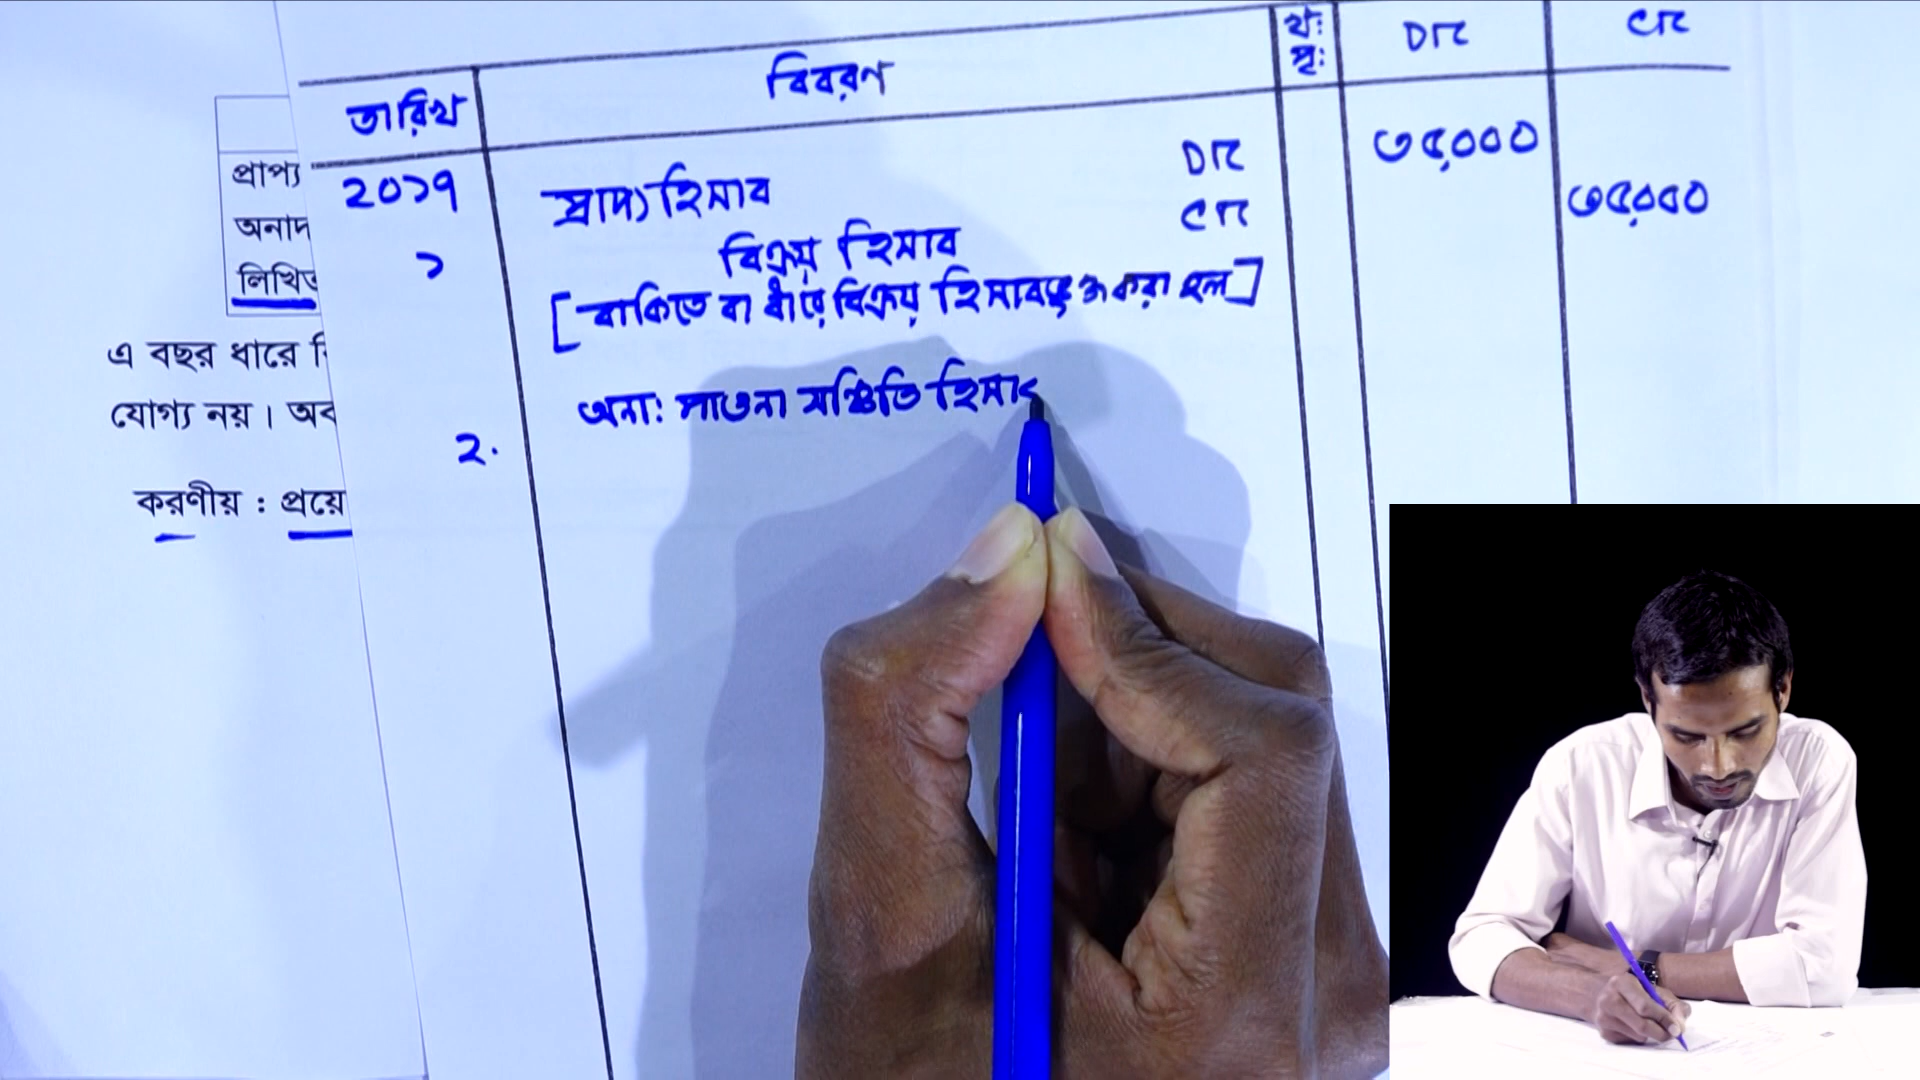 তারিখ বিবরণ খঃ পৃঃ Dr Cr
২০১৭ প্রাপ্য হিসাব Dr ৩৫,০০০
১ বিক্রয় হিসাব Cr ৩৫,০০০
[বাকিতে বা ধারে বিক্রয় হিসাবভুক্ত করা হল]
২. অনাঃ পাওনা সঞ্চিতি হিসাব
প্রাপ্য
অনাদ
লিখিত
এ বছর ধারে বি
যোগ্য নয়। অব
করণীয় : প্রয়ে